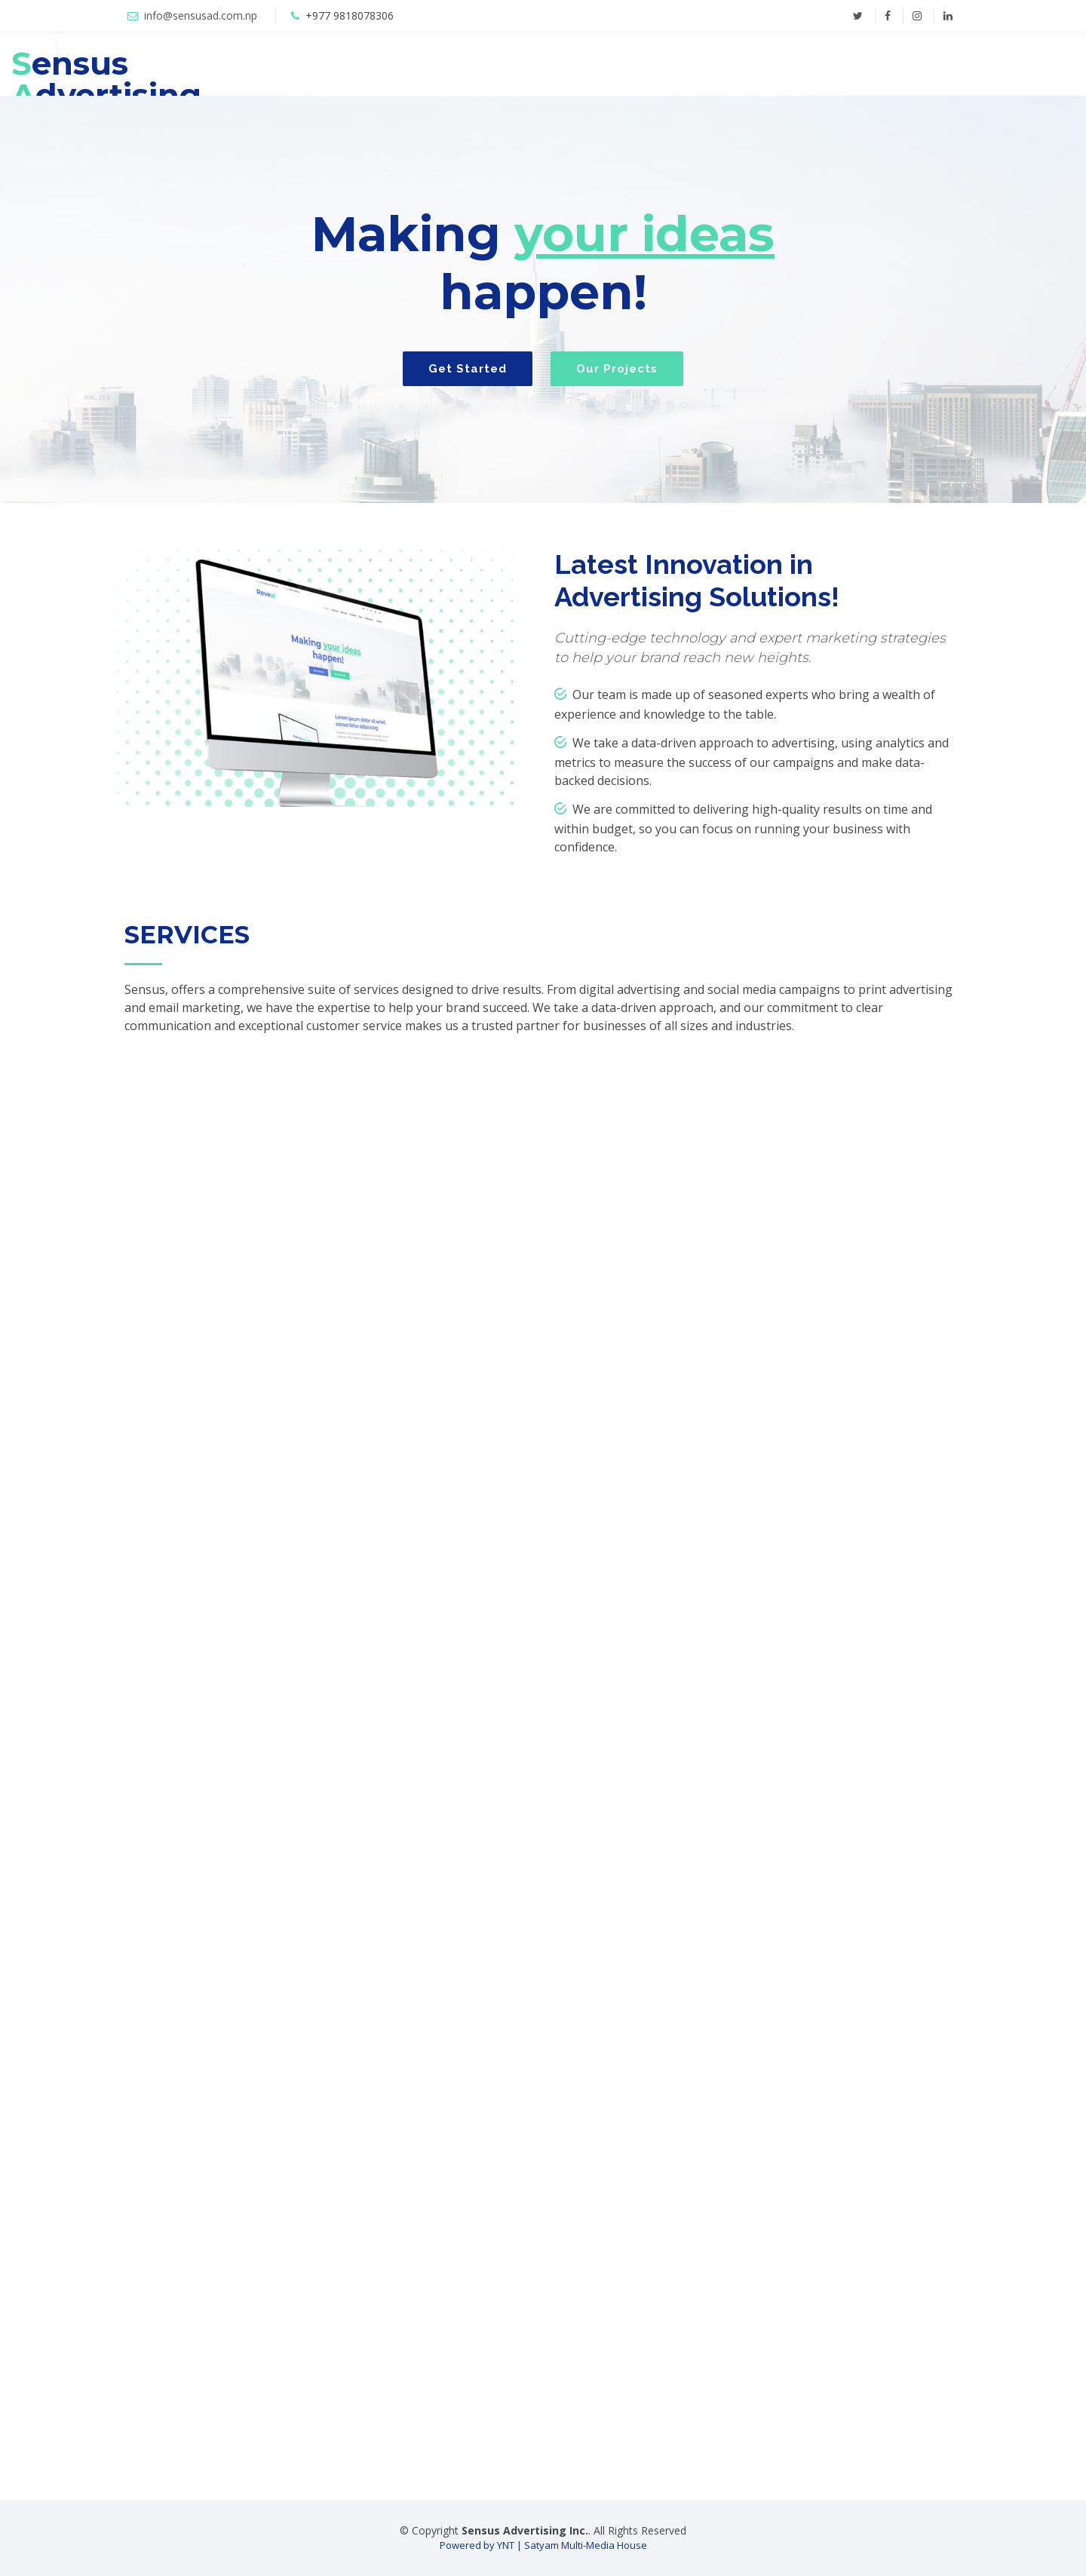 info@sensusad.com.np
+977 9818078306
Sensus
Advertising
Making your ideas
happen!
Get Started
Our Projects
Reveal
Making your ideas
happen!
Latest Innovation in
Advertising Solutions!
Cutting-edge technology and expert marketing strategies
to help your brand reach new heights.
Our team is made up of seasoned experts who bring a wealth of
experience and knowledge to the table.
We take a data-driven approach to advertising, using analytics and
metrics to measure the success of our campaigns and make data-
backed decisions.
We are committed to delivering high-quality results on time and
within budget, so you can focus on running your business with
confidence.
SERVICES
Sensus, offers a comprehensive suite of services designed to drive results. From digital advertising and social media campaigns to print advertising
and email marketing, we have the expertise to help your brand succeed. We take a data-driven approach, and our commitment to clear
communication and exceptional customer service makes us a trusted partner for businesses of all sizes and industries.
© Copyright Sensus Advertising Inc.. All Rights Reserved
Powered by YNT | Satyam Multi-Media House